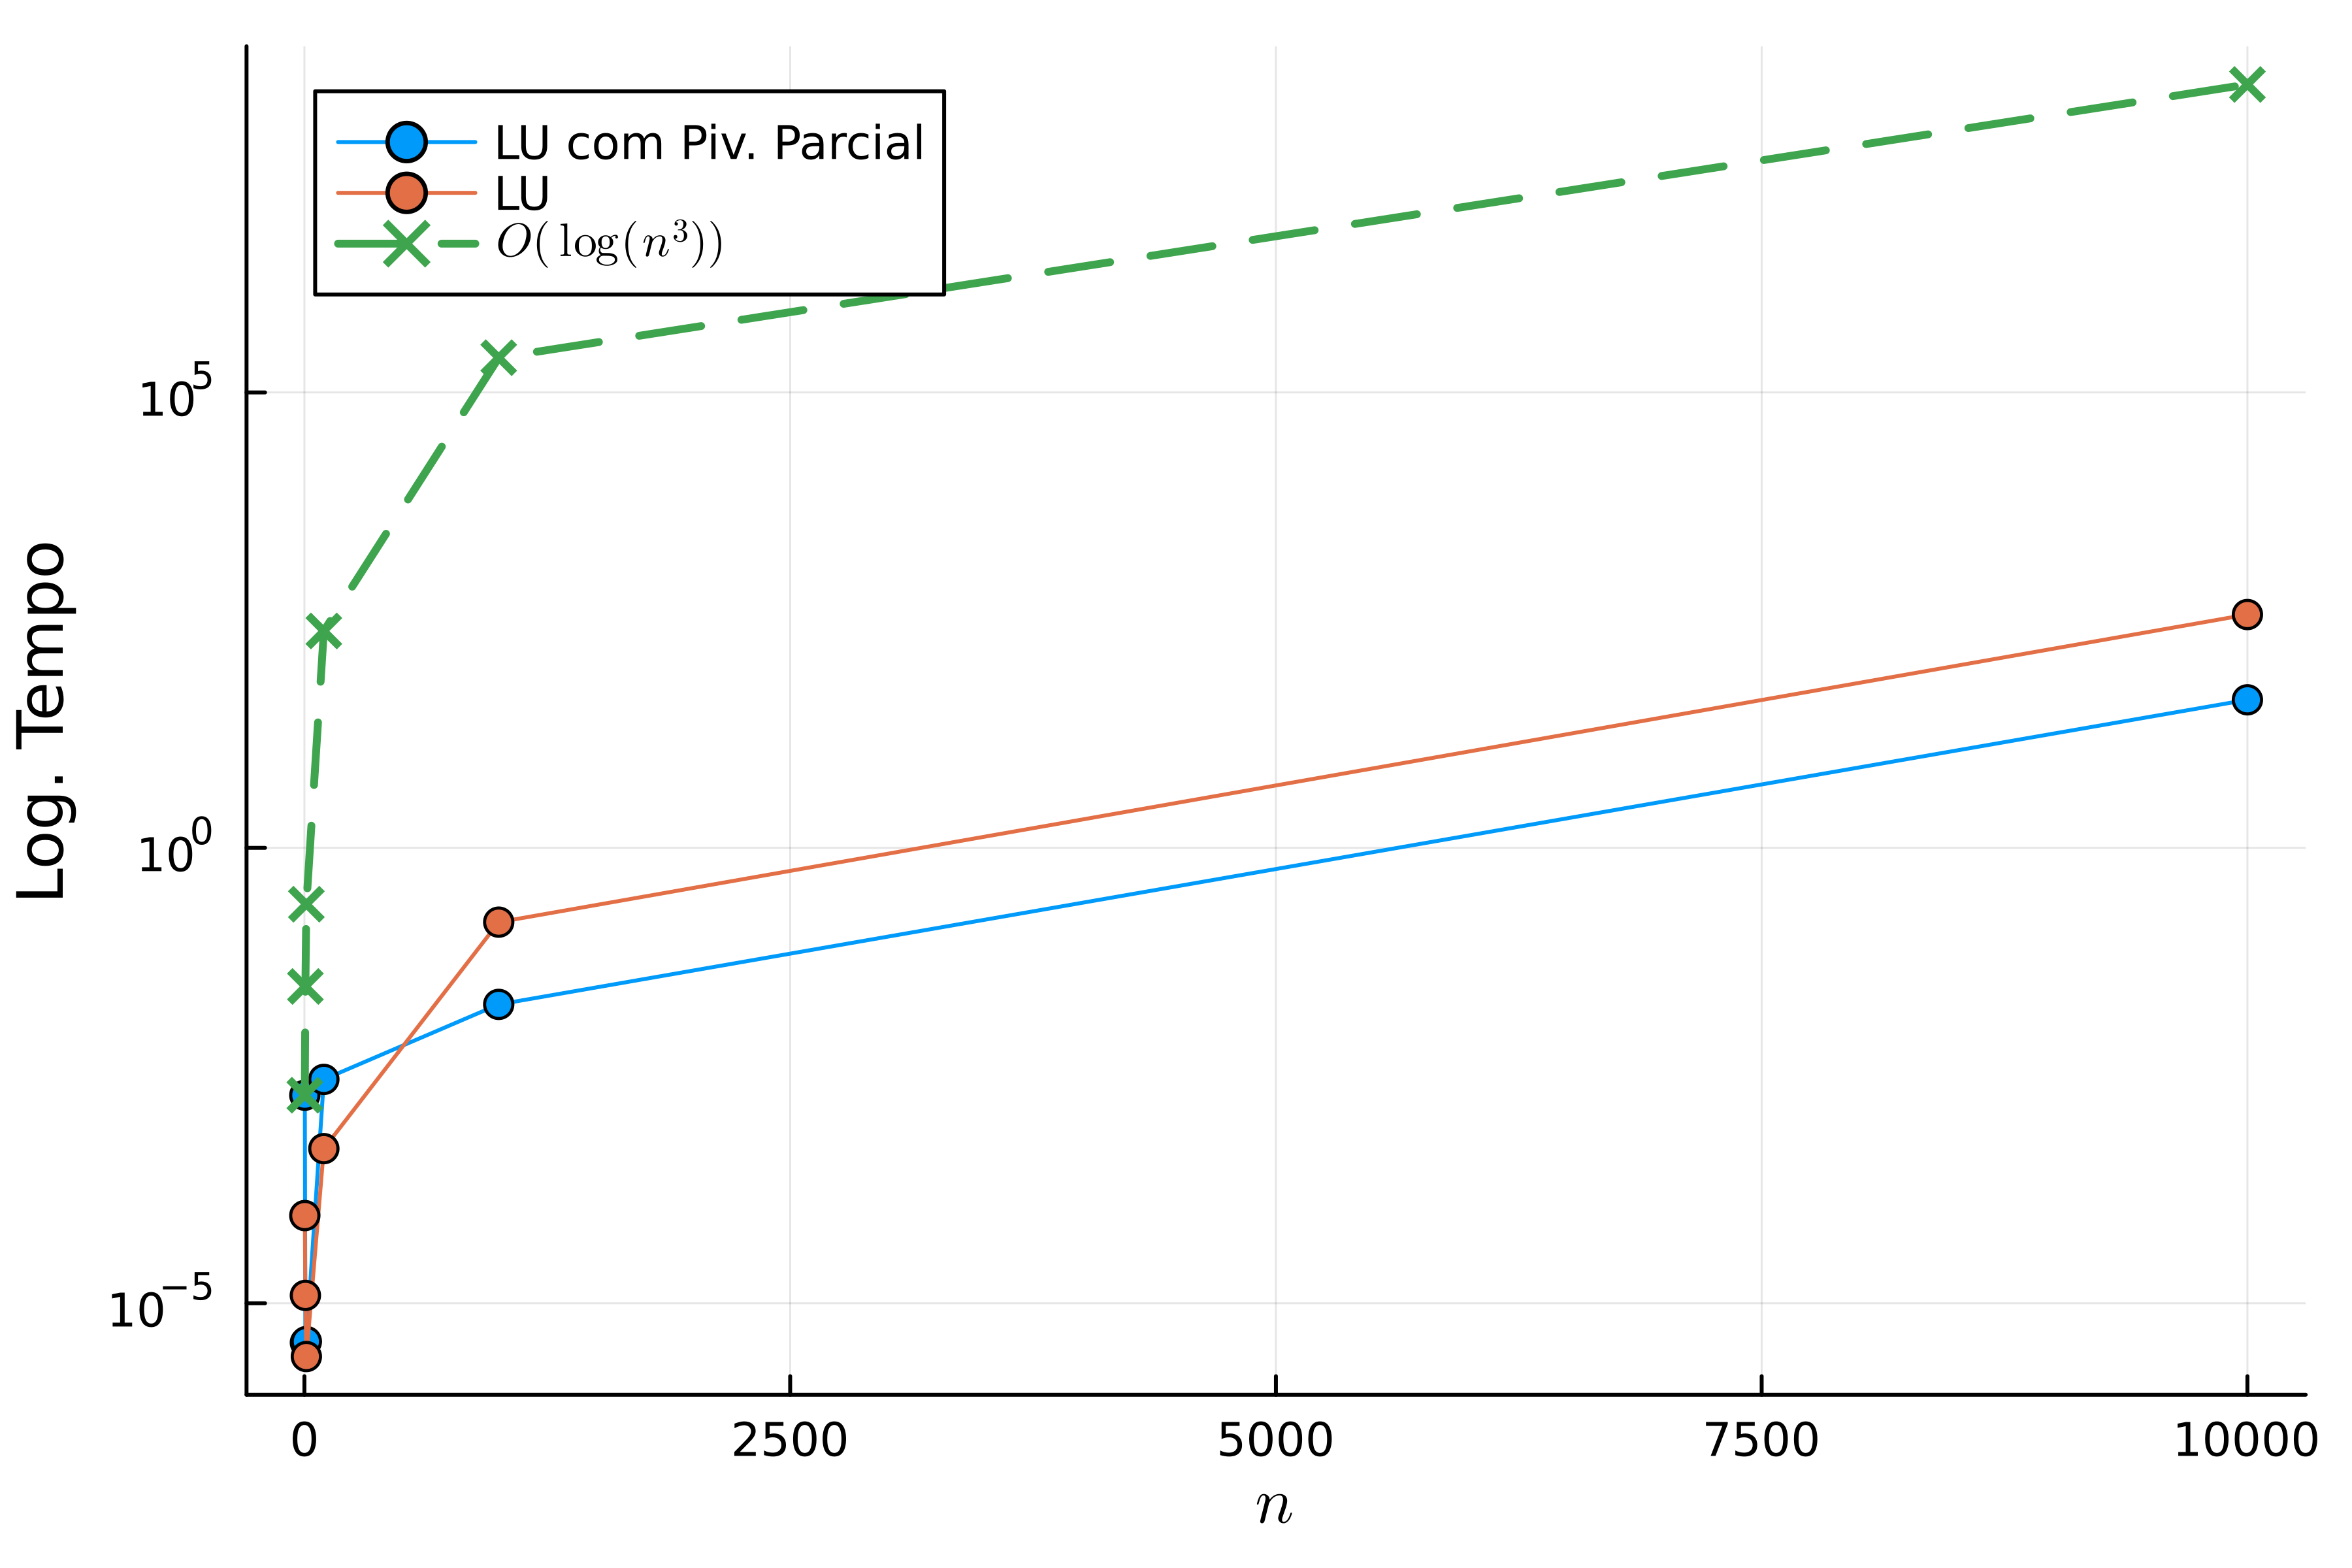 LU com Piv. Parcial
LU
O(log(n³))
Log. Tempo
10⁵
10⁰
10⁻⁵
0 2500 5000 7500 10000
n